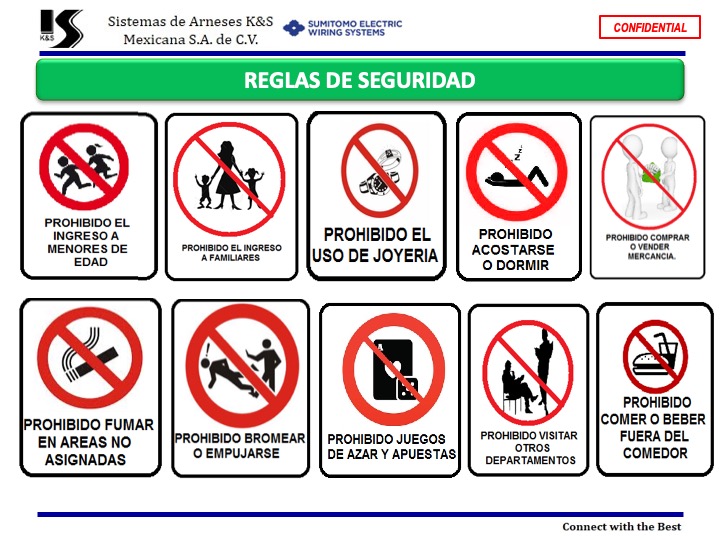 K&S
Sistemas de Arneses K&S
Mexicana S.A. de C.V.
SUMITOMO ELECTRIC
WIRING SYSTEMS
CONFIDENTIAL
REGLAS DE SEGURIDAD
PROHIBIDO EL
INGRESO A
MENORES DE
EDAD
PROHIBIDO EL INGRESO
A FAMILIARES
PROHIBIDO EL
USO DE JOYERIA
z
z
PROHIBIDO
ACOSTARSE
O DORMIR
PROHIBIDO COMPRAR
O VENDER
MERCANCIA.
PROHIBIDO FUMAR
EN AREAS NO
ASIGNADAS
PROHIBIDO BROMEAR
O EMPUJARSE
PROHIBIDO JUEGOS
DE AZAR Y APUESTAS
PROHIBIDO VISITAR
OTROS
DEPARTAMENTOS
PROHIBIDO
COMER O BEBER
FUERA DEL
COMEDOR
Connect with the Best